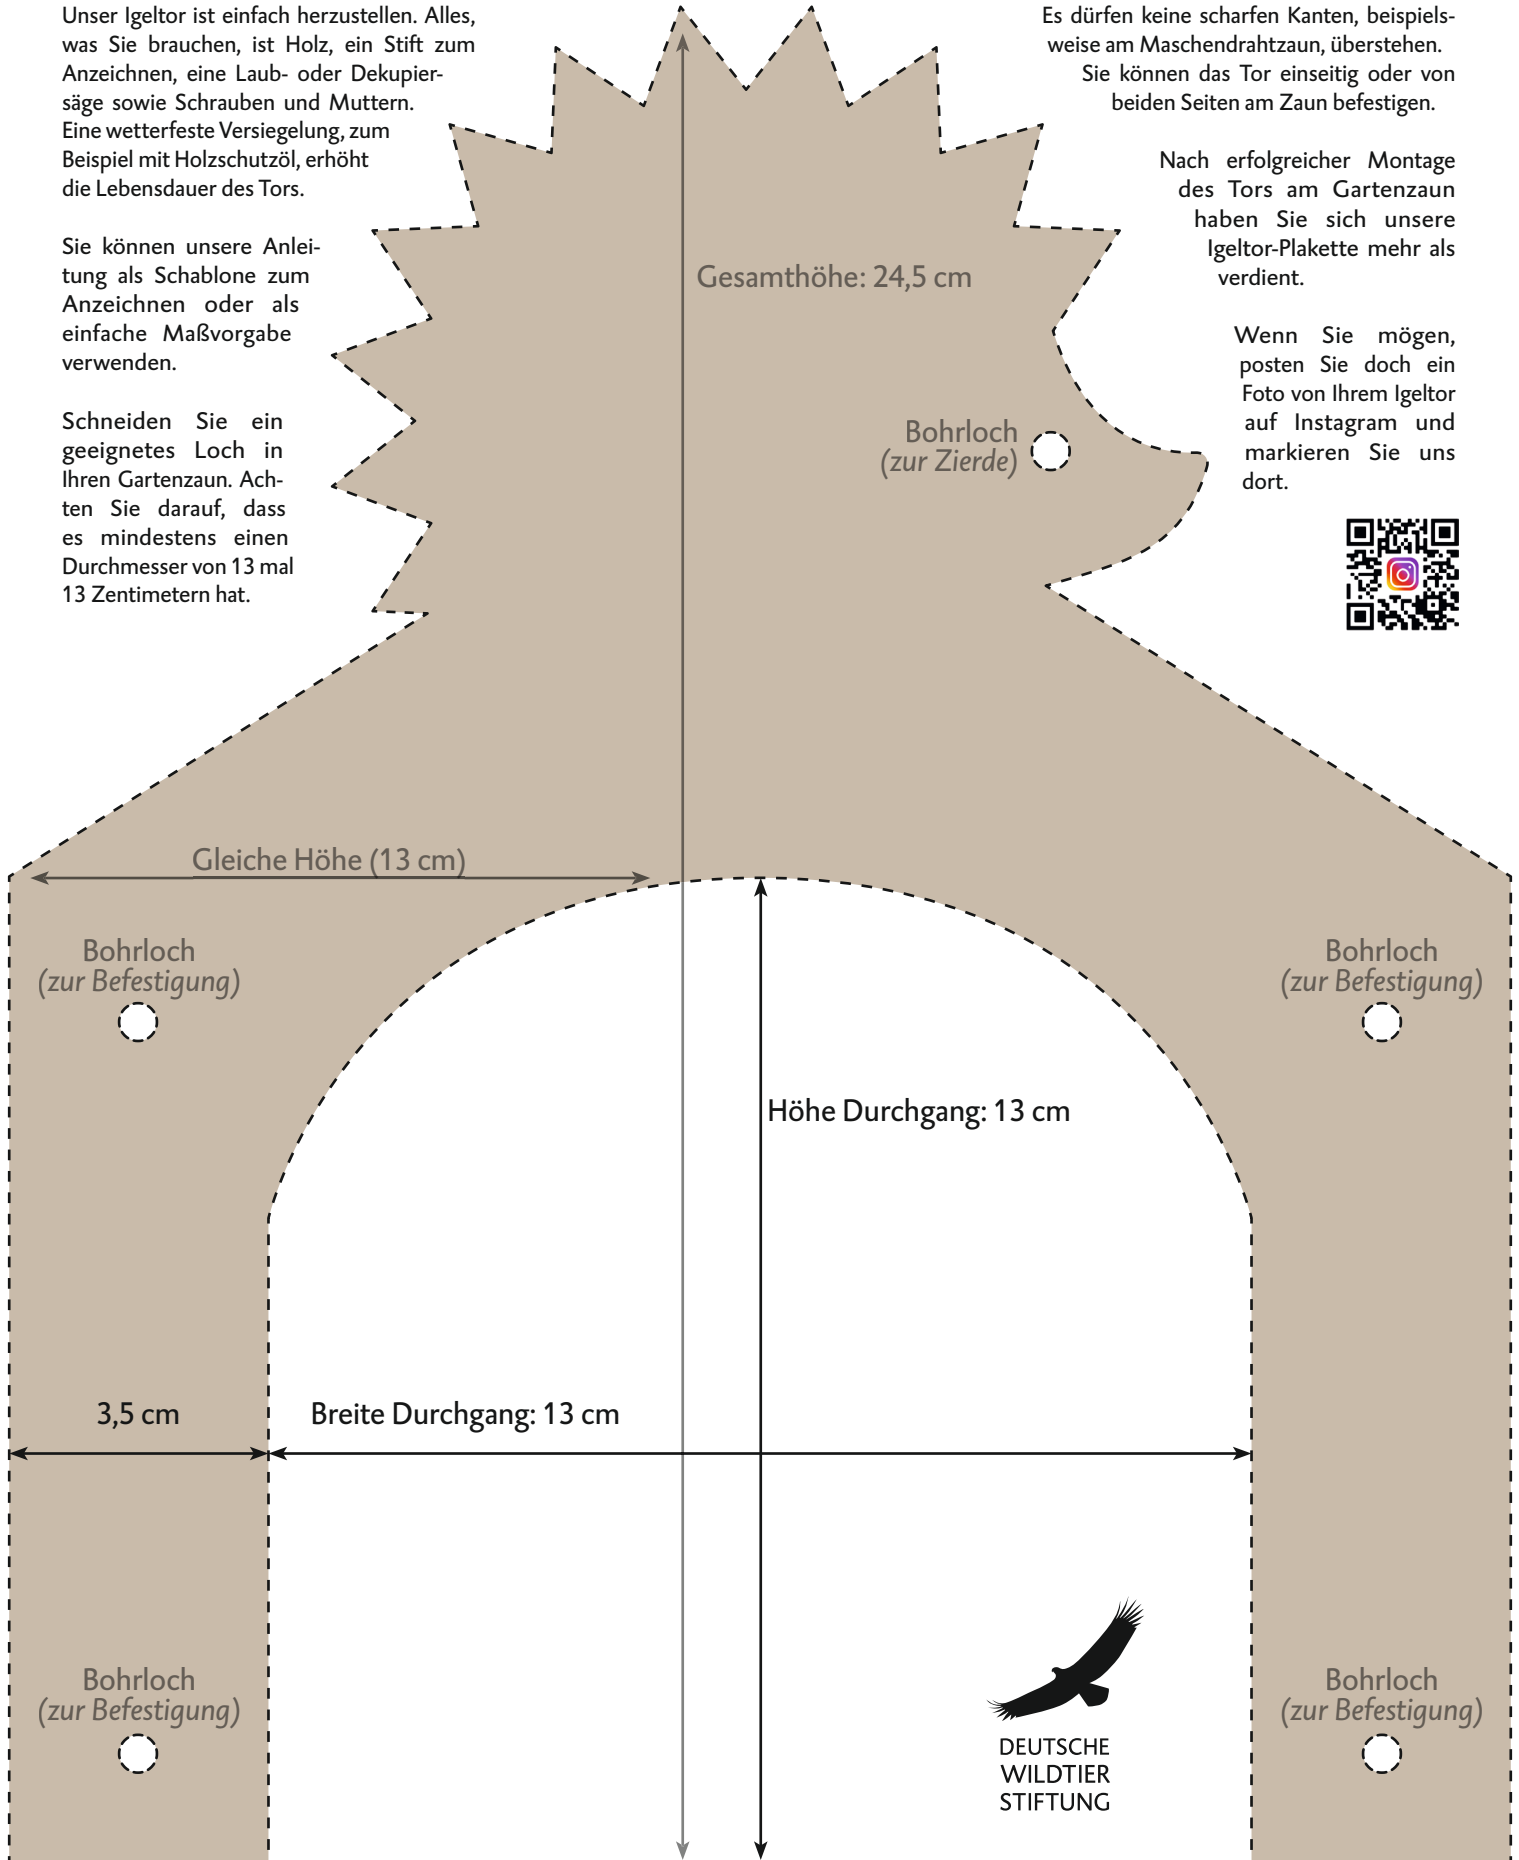 Unser Igeltor ist einfach herzustellen. Alles,
was Sie brauchen, ist Holz, ein Stift zum
Anzeichnen, eine Laub- oder Dekupier-
säge sowie Schrauben und Muttern.
Eine wetterfeste Versiegelung, zum
Beispiel mit Holzschutzöl, erhöht
die Lebensdauer des Tors.
Sie können unsere Anlei-
tung als Schablone zum
Anzeichnen oder als
einfache Maßvorgabe
verwenden.
Schneiden Sie ein
geeignetes Loch in
Ihren Gartenzaun. Ach-
ten Sie darauf, dass
es mindestens einen
Durchmesser von 13 mal
13 Zentimetern hat.
Es dürfen keine scharfen Kanten, beispiels-
weise am Maschendrahtzaun, überstehen.
Sie können das Tor einseitig oder von
beiden Seiten am Zaun befestigen.
Nach erfolgreicher Montage
des Tors am Gartenzaun
haben Sie sich unsere
Igeltor-Plakette mehr als
verdient.
Wenn Sie mögen,
posten Sie doch ein
Foto von Ihrem Igeltor
auf Instagram und
markieren Sie uns
dort.
Gesamthöhe: 24,5 cm
Bohrloch
(zur Zierde)
Gleiche Höhe (13 cm)
Bohrloch
(zur Befestigung)
Bohrloch
(zur Befestigung)
Höhe Durchgang: 13 cm
3,5 cm
Breite Durchgang: 13 cm
Bohrloch
(zur Befestigung)
Bohrloch
(zur Befestigung)
DEUTSCHE
WILDTIER
STIFTUNG